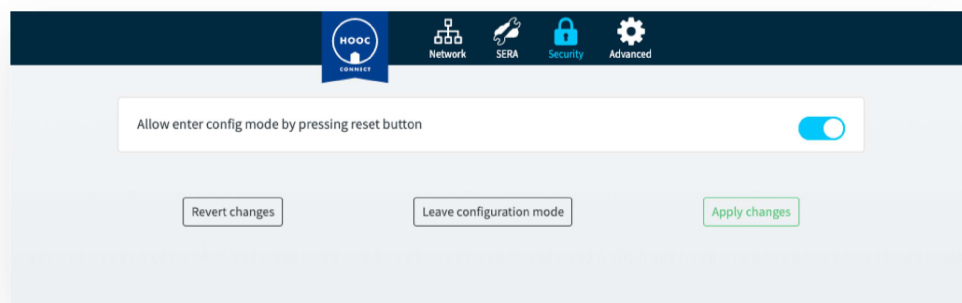 HOOC
CONNECT
Network
SERA
Security
Advanced
Allow enter config mode by pressing reset button
Revert changes
Leave configuration mode
Apply changes